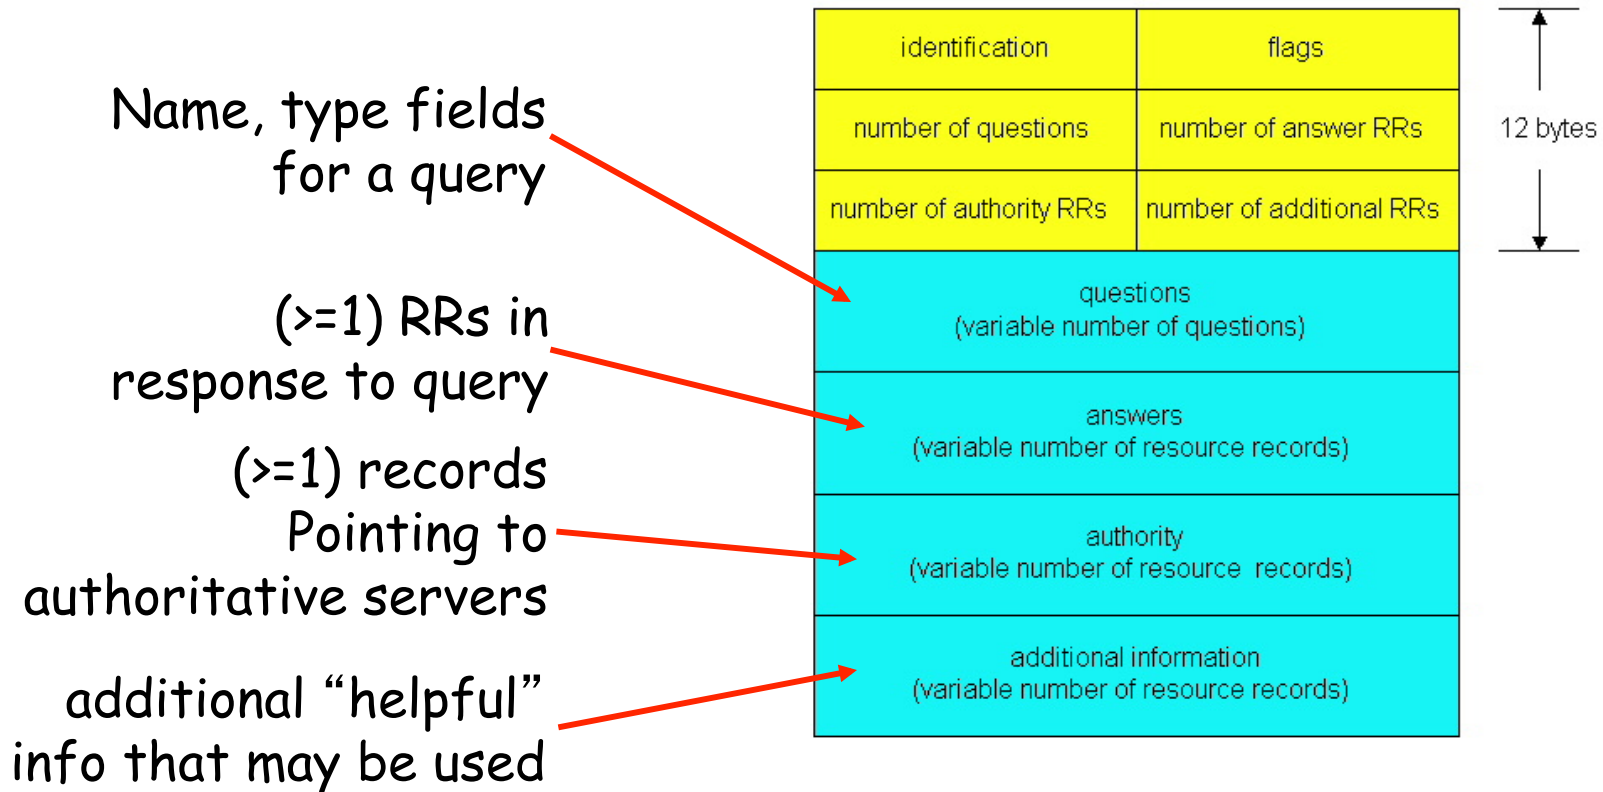 Name, type fields
for a query
(>=1) RRs in
response to query
(>=1) records
Pointing to
authoritative servers
additional “helpful”
info that may be used
identification
flags
number of questions
number of answer RRs
number of authority RRs
number of additional RRs
12 bytes
questions
(variable number of questions)
answers
(variable number of resource records)
authority
(variable number of resource records)
additional information
(variable number of resource records)